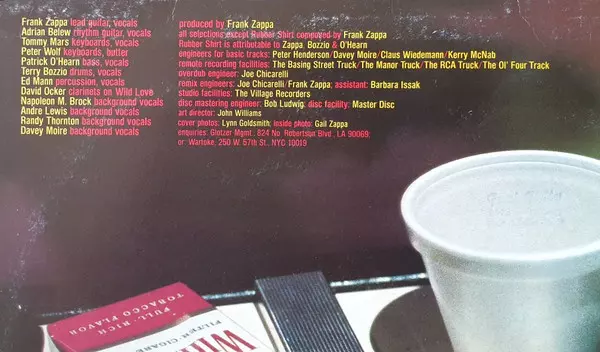 Frank Zappa lead guitar, vocals
Adrian Belew rhythm guitar, vocals
Tommy Mars keyboards, vocals
Peter Wolf keyboards, butter
Patrick O'Hearn bass, vocals
Terry Bozzio drums, vocals
Ed Mann percussion, vocals
David Ocker clarinets on Wild Love
Napoleon M. Brock background vocals
Andre Lewis background vocals
Randy Thornton background vocals
Davey Moire background vocals
produced by Frank Zappa
all selections except Rubber Shirt composed by Frank Zappa
Rubber Shirt is attributable to Zappa, Bozzio & O'Hearn
engineers for basic tracks: Peter Henderson/Davey Moire/Claus Wiedemann/Kerry McNab
remote recording facilities: The Basing Street Truck/The Manor Truck/The RCA Truck/The Ol' Four Track
overdub engineer: Joe Chicarelli
remix engineers: Joe Chicarelli/Frank Zappa; assistant: Barbara Issak
studio facilities: The Village Recorders
disc mastering engineer: Bob Ludwig; disc facility: Master Disc
art director: John Williams
cover photos: Lynn Goldsmith; inside photo: Gail Zappa
enquiries: Glotzer Mgmt.; 824 No. Robertson Blvd.; LA 90069;
or: Warloke, 250 W. 57th St., NYC 10019
FULL, RICH
TOBACCO FLAVOR
FILTER CIGARE
WIN